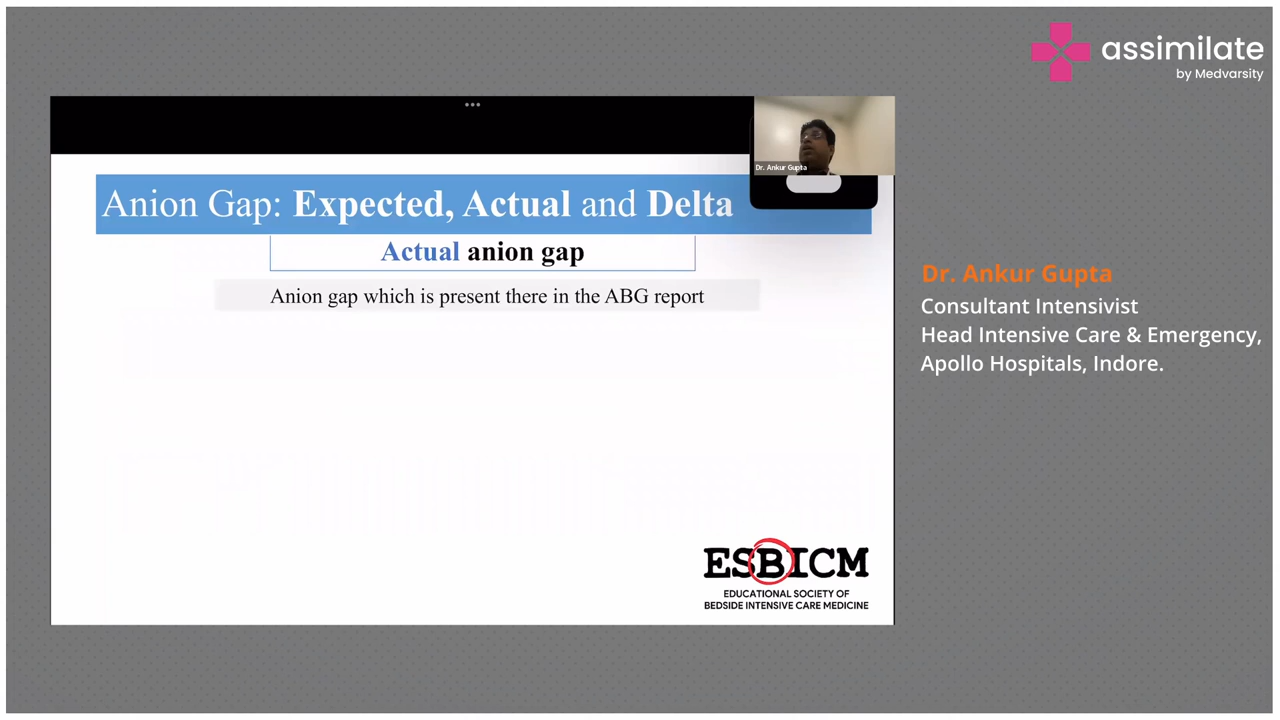 assimilate
by Medvarsity
Dr. Ankur Gupta
Anion Gap: Expected, Actual and Delta
Actual anion gap
Anion gap which is present there in the ABG report
Dr. Ankur Gupta
Consultant Intensivist
Head Intensive Care & Emergency,
Apollo Hospitals, Indore.
ESBICM
EDUCATIONAL SOCIETY OF
BEDSIDE INTENSIVE CARE MEDICINE